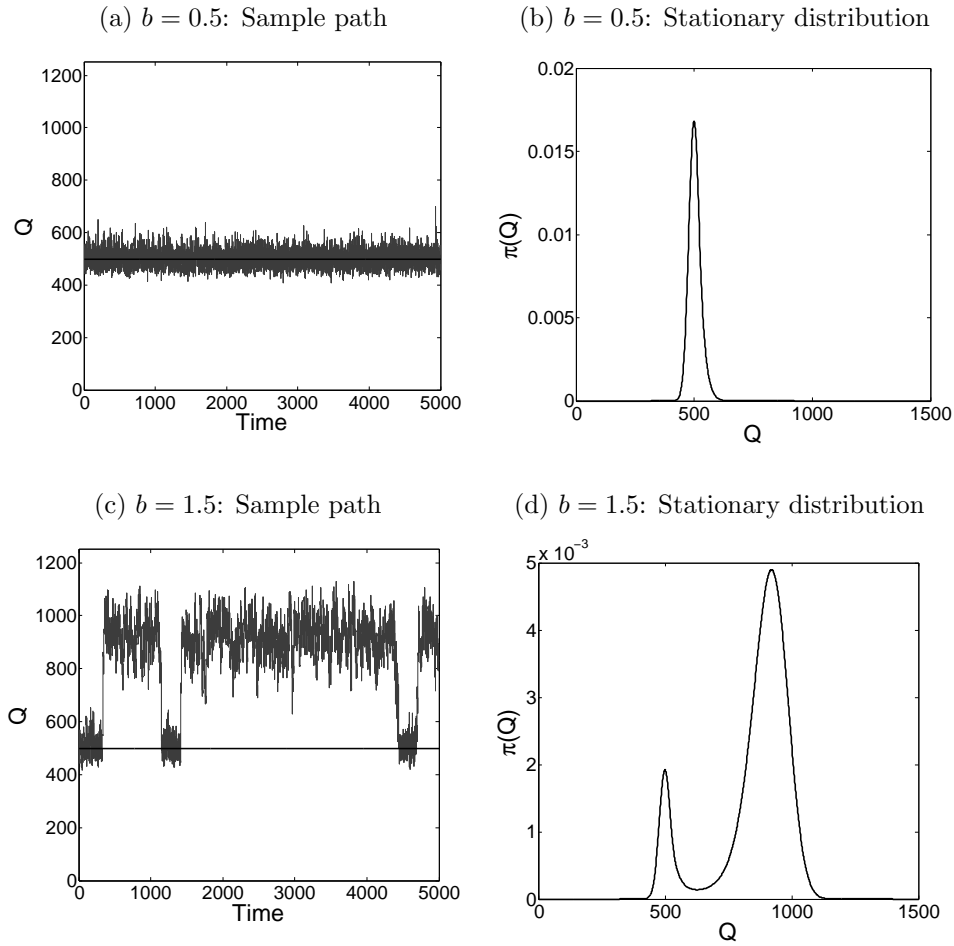 (a) b = 0.5: Sample path
(b) b = 0.5: Stationary distribution
1200
1000
800
600
400
200
0
Q
0 1000 2000 3000 4000 5000
Time
0.02
0.015
0.01
0.005
0
π(Q)
0 500 1000 1500
Q
(c) b = 1.5: Sample path
(d) b = 1.5: Stationary distribution
1200
1000
800
600
400
200
0
Q
0 1000 2000 3000 4000 5000
Time
5 x 10⁻³
4
3
2
1
0
π(Q)
0 500 1000 1500
Q